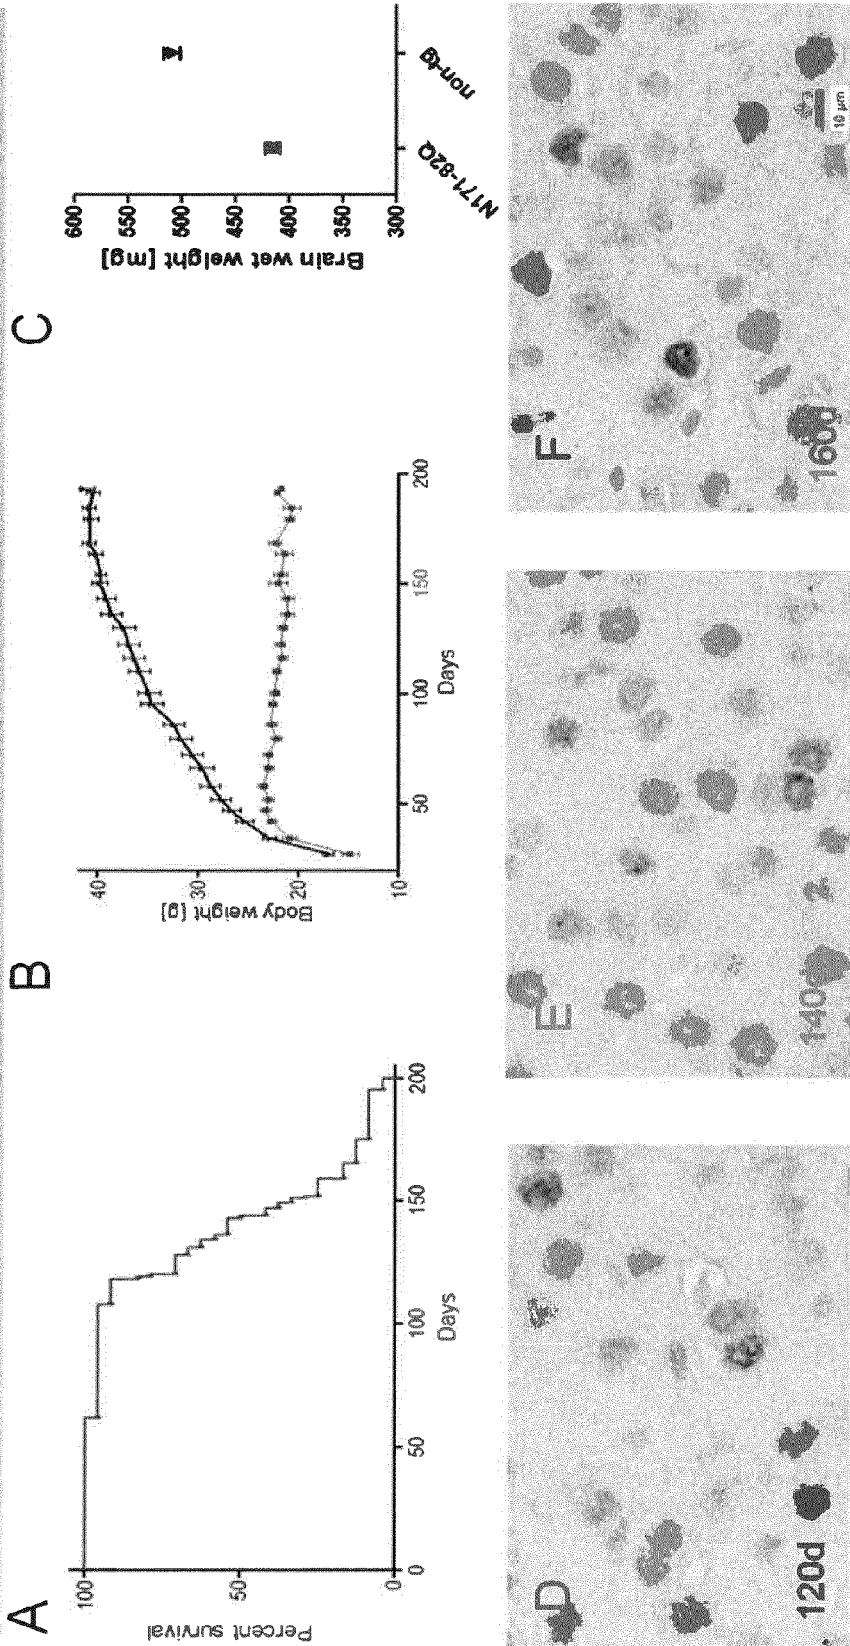 A
Percent survival
100
50
0
0
50
100
150
200
Days
B
Body weight [g]
40
30
20
10
50
100
150
200
Days
C
Brain wet weight [mg]
600
550
500
450
400
350
300
N171-82Q
non-tg
D
120d
E
140d
F
160d
10 µm